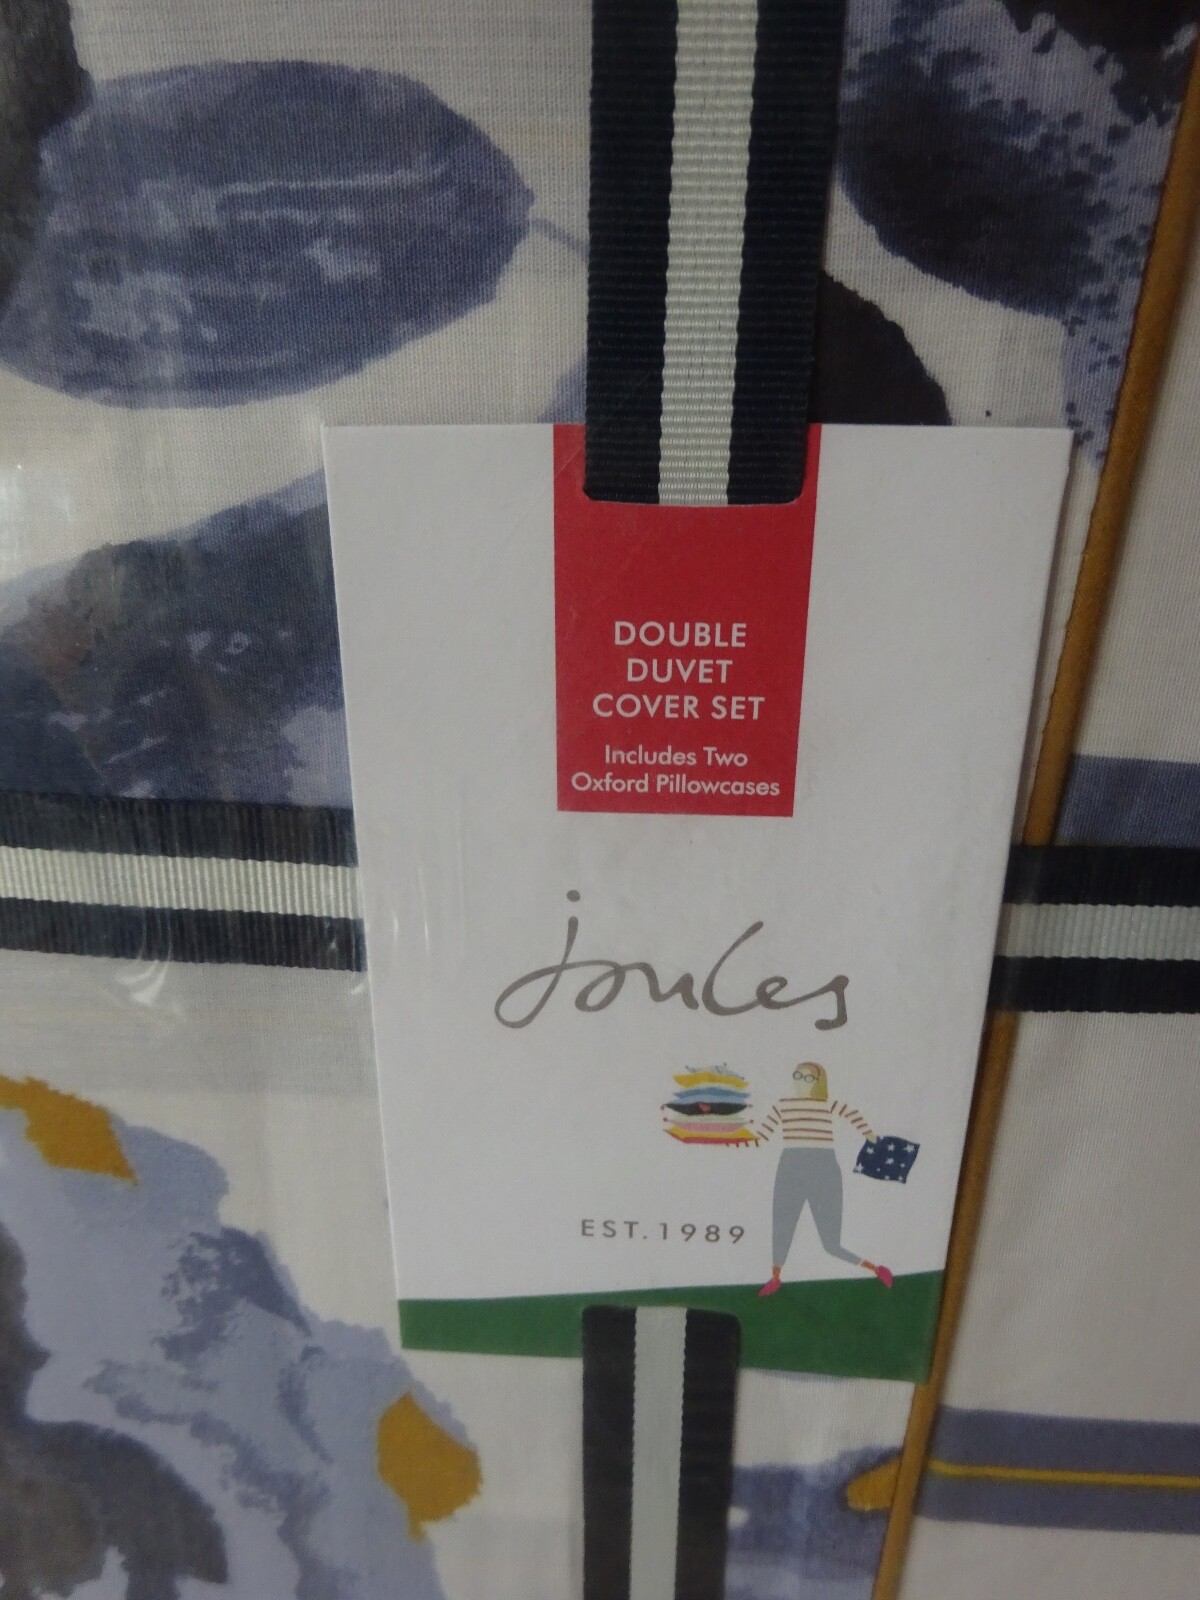 DOUBLE
DUVET
COVER SET
Includes Two
Oxford Pillowcases
joules
EST. 1989